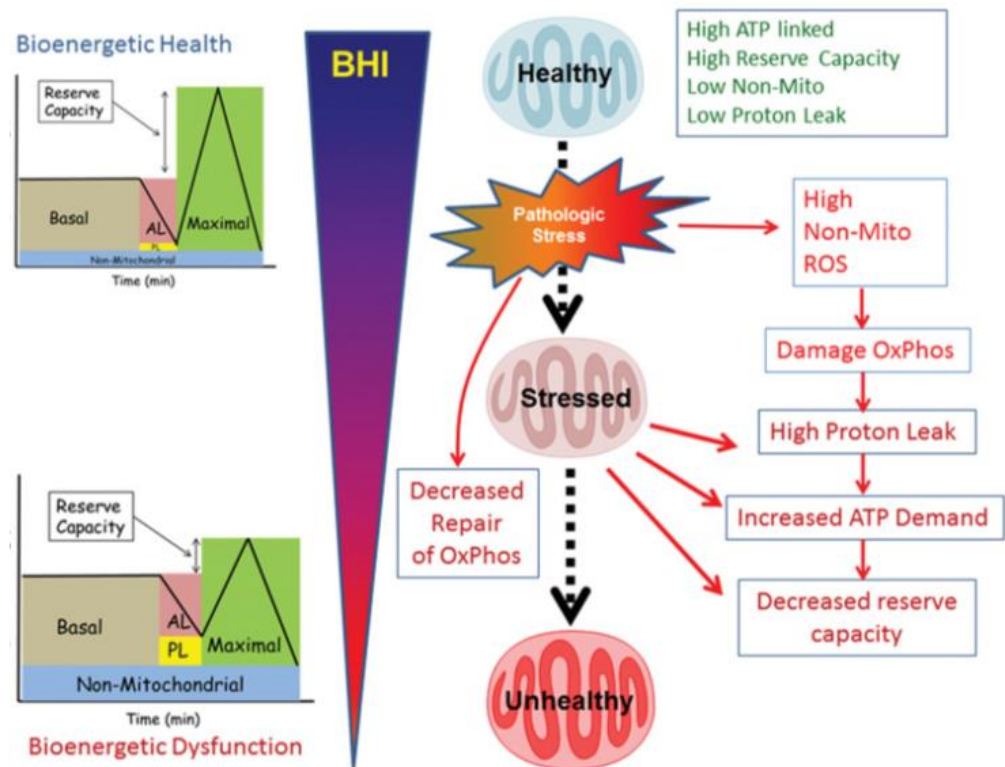 Bioenergetic Health
Reserve
Capacity
Basal
AL
PL
Maximal
Non-Mitochondrial
Time (min)
BHI
Healthy
High ATP linked
High Reserve Capacity
Low Non-Mito
Low Proton Leak
Pathologic
Stress
High
Non-Mito
ROS
Damage OxPhos
Stressed
High Proton Leak
Decreased
Repair
of OxPhos
Increased ATP Demand
Decreased reserve
capacity
Unhealthy
Reserve
Capacity
Basal
AL
PL
Maximal
Non-Mitochondrial
Time (min)
Bioenergetic Dysfunction